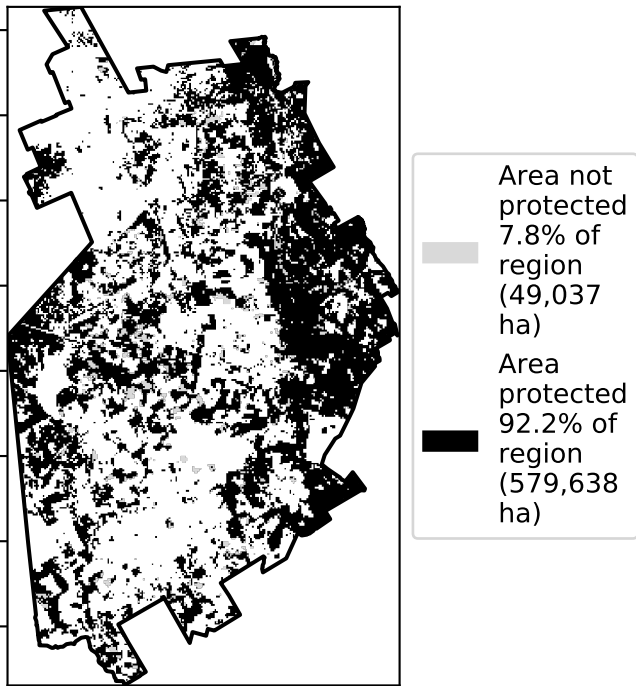 Area not
protected
7.8% of
region
(49,037
ha)
Area
protected
92.2% of
region
(579,638
ha)